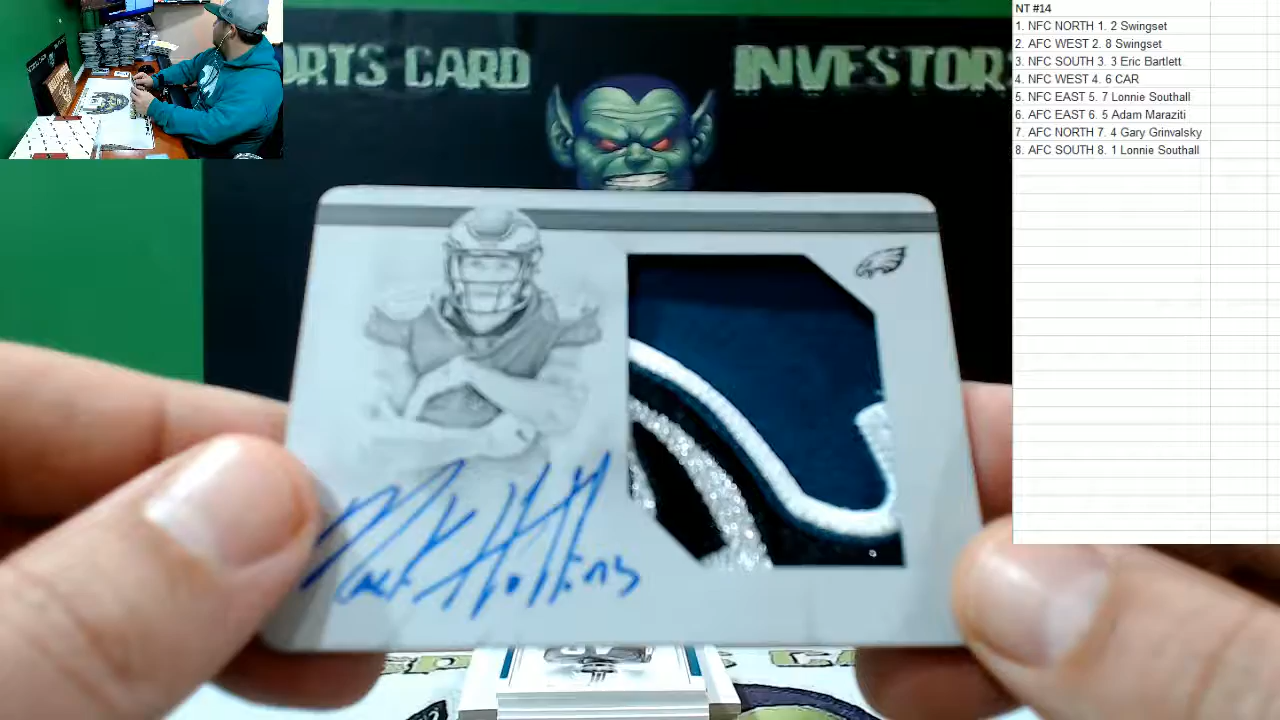 SPORTS CARD INVESTOR
NT #14
1. NFC NORTH 1. 2 Swingset
2. AFC WEST 2. 8 Swingset
3. NFC SOUTH 3. 3 Eric Bartlett
4. NFC WEST 4. 6 CAR
5. NFC EAST 5. 7 Lonnie Southall
6. AFC EAST 6. 5 Adam Maraziti
7. AFC NORTH 7. 4 Gary Grinvalsky
8. AFC SOUTH 8. 1 Lonnie Southall
Mack Hollins